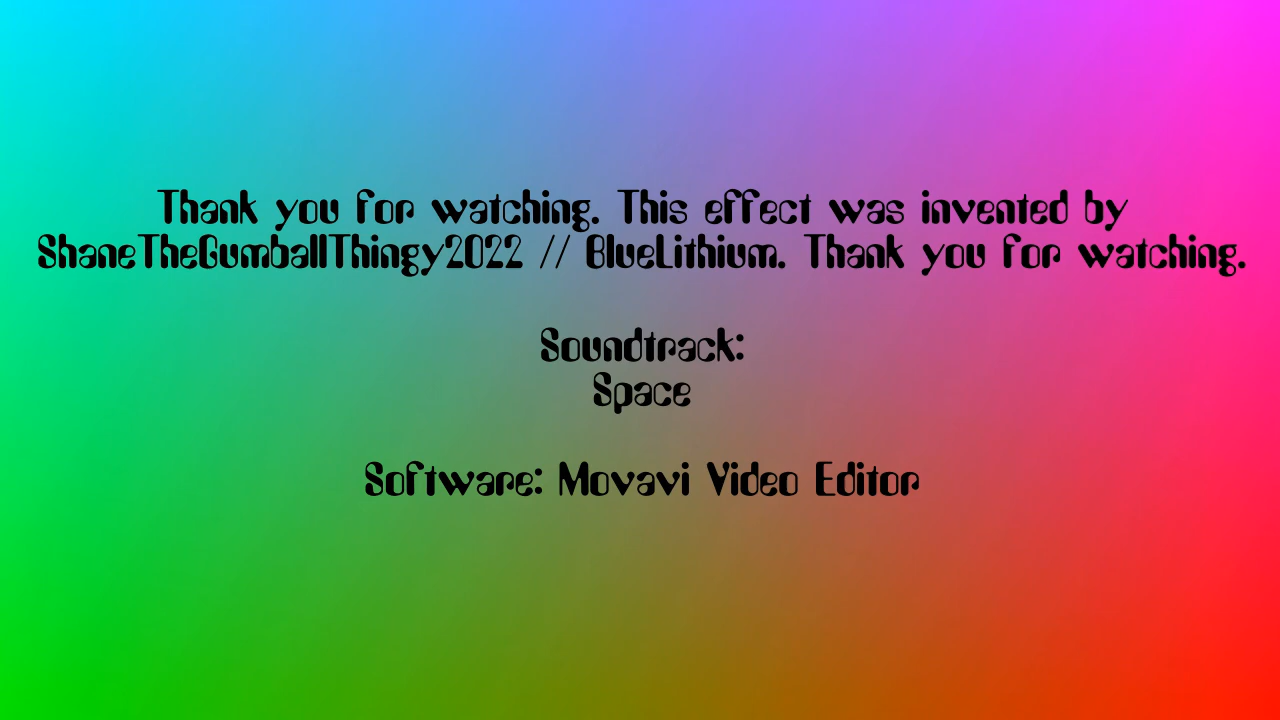 Thank you for watching. This effect was invented by
ShaneTheGumballThingy2022 // BlueLithium. Thank you for watching.
Soundtrack:
Space
Software: Movavi Video Editor